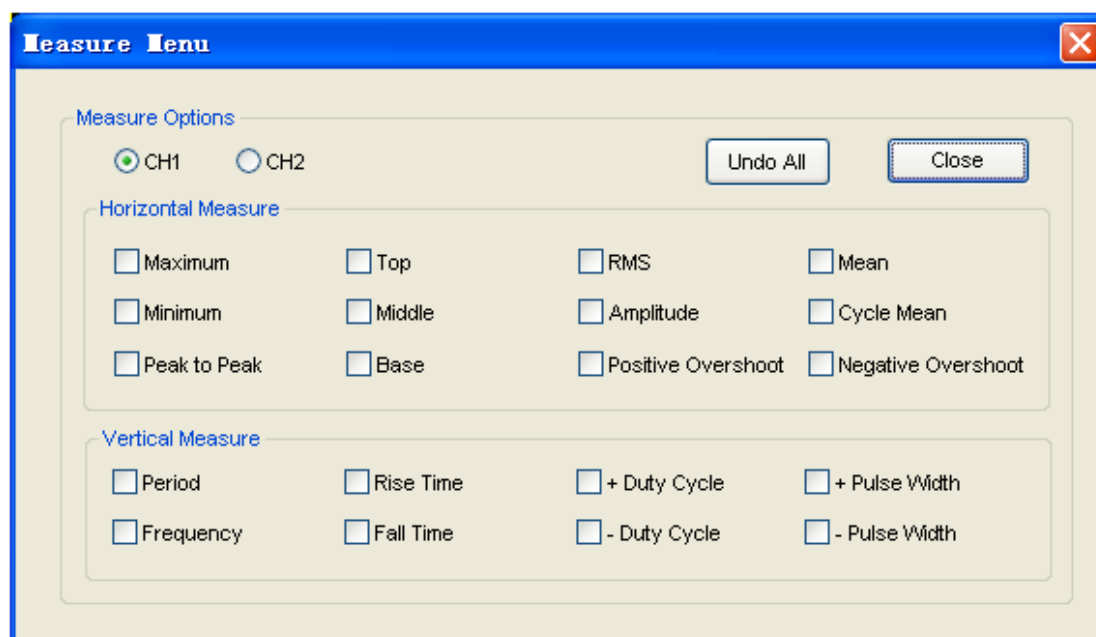 Measure Menu
Measure Options
CH1 CH2 Undo All Close
Horizontal Measure
Maximum Top RMS Mean
Minimum Middle Amplitude Cycle Mean
Peak to Peak Base Positive Overshoot Negative Overshoot
Vertical Measure
Period Rise Time + Duty Cycle + Pulse Width
Frequency Fall Time - Duty Cycle - Pulse Width